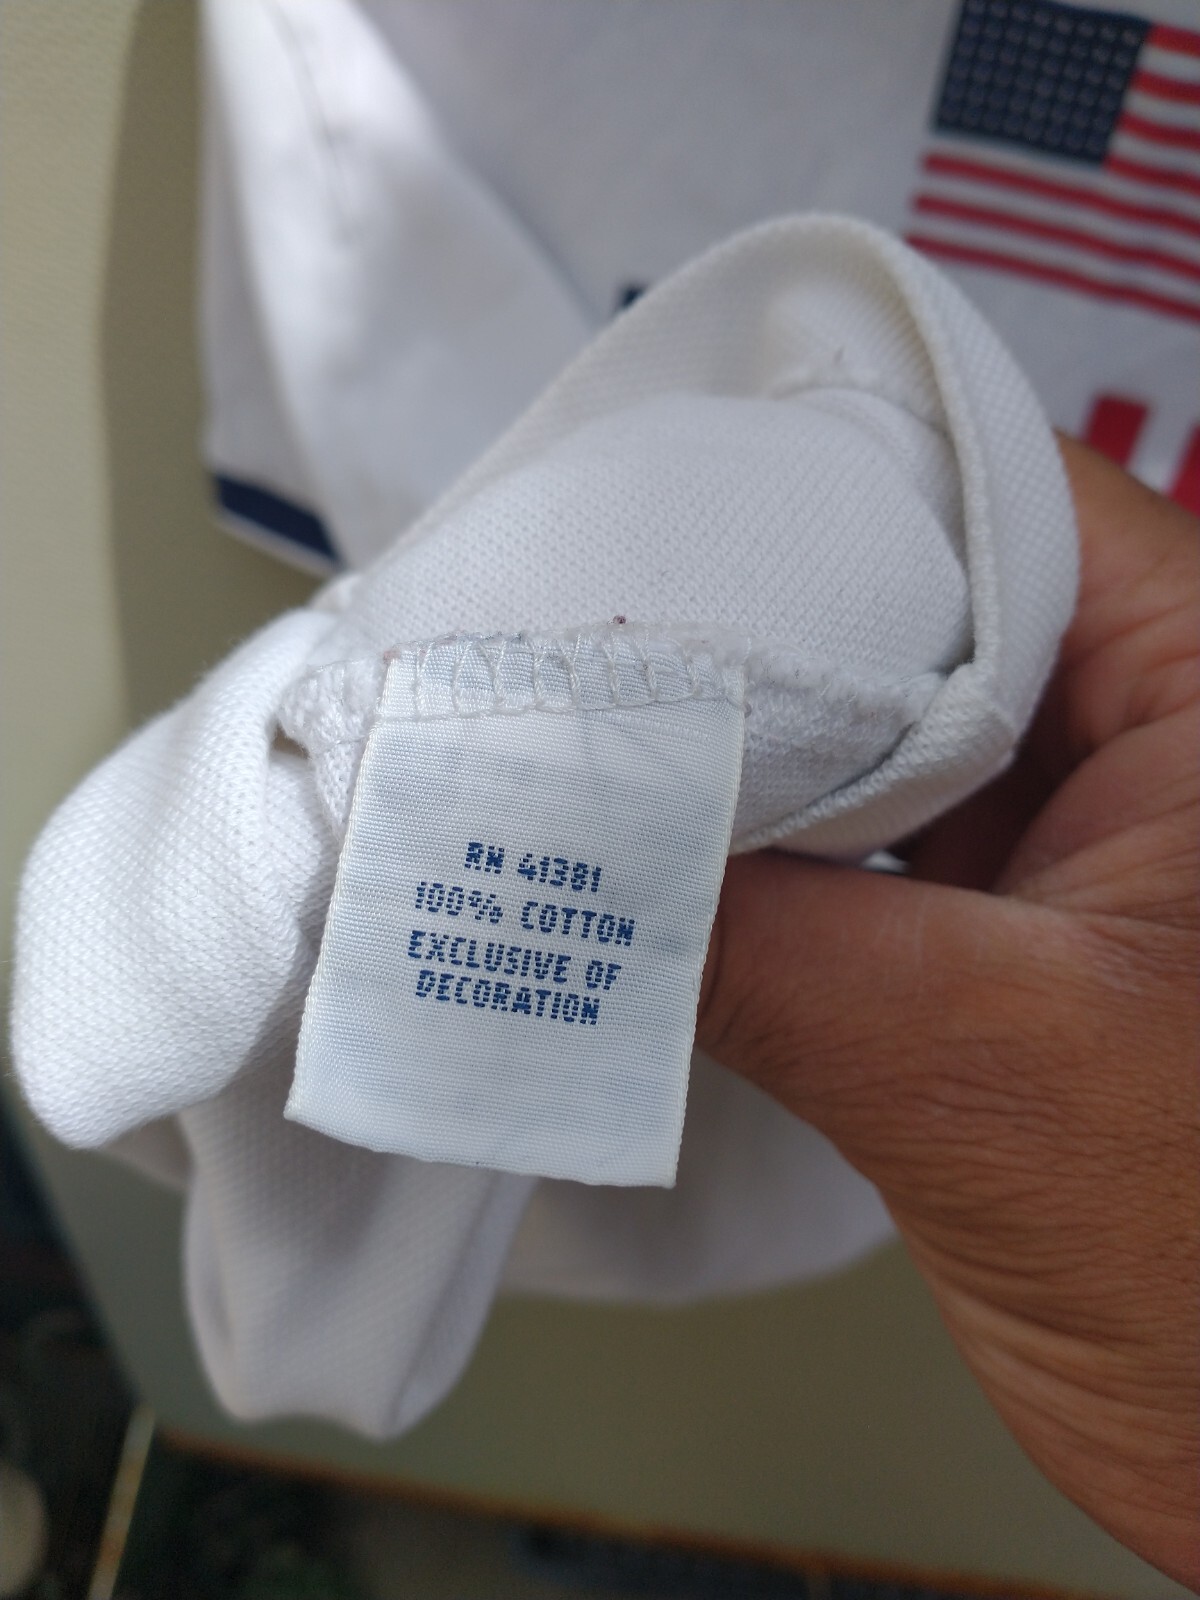 RN 41381
100% COTTON
EXCLUSIVE OF
DECORATION